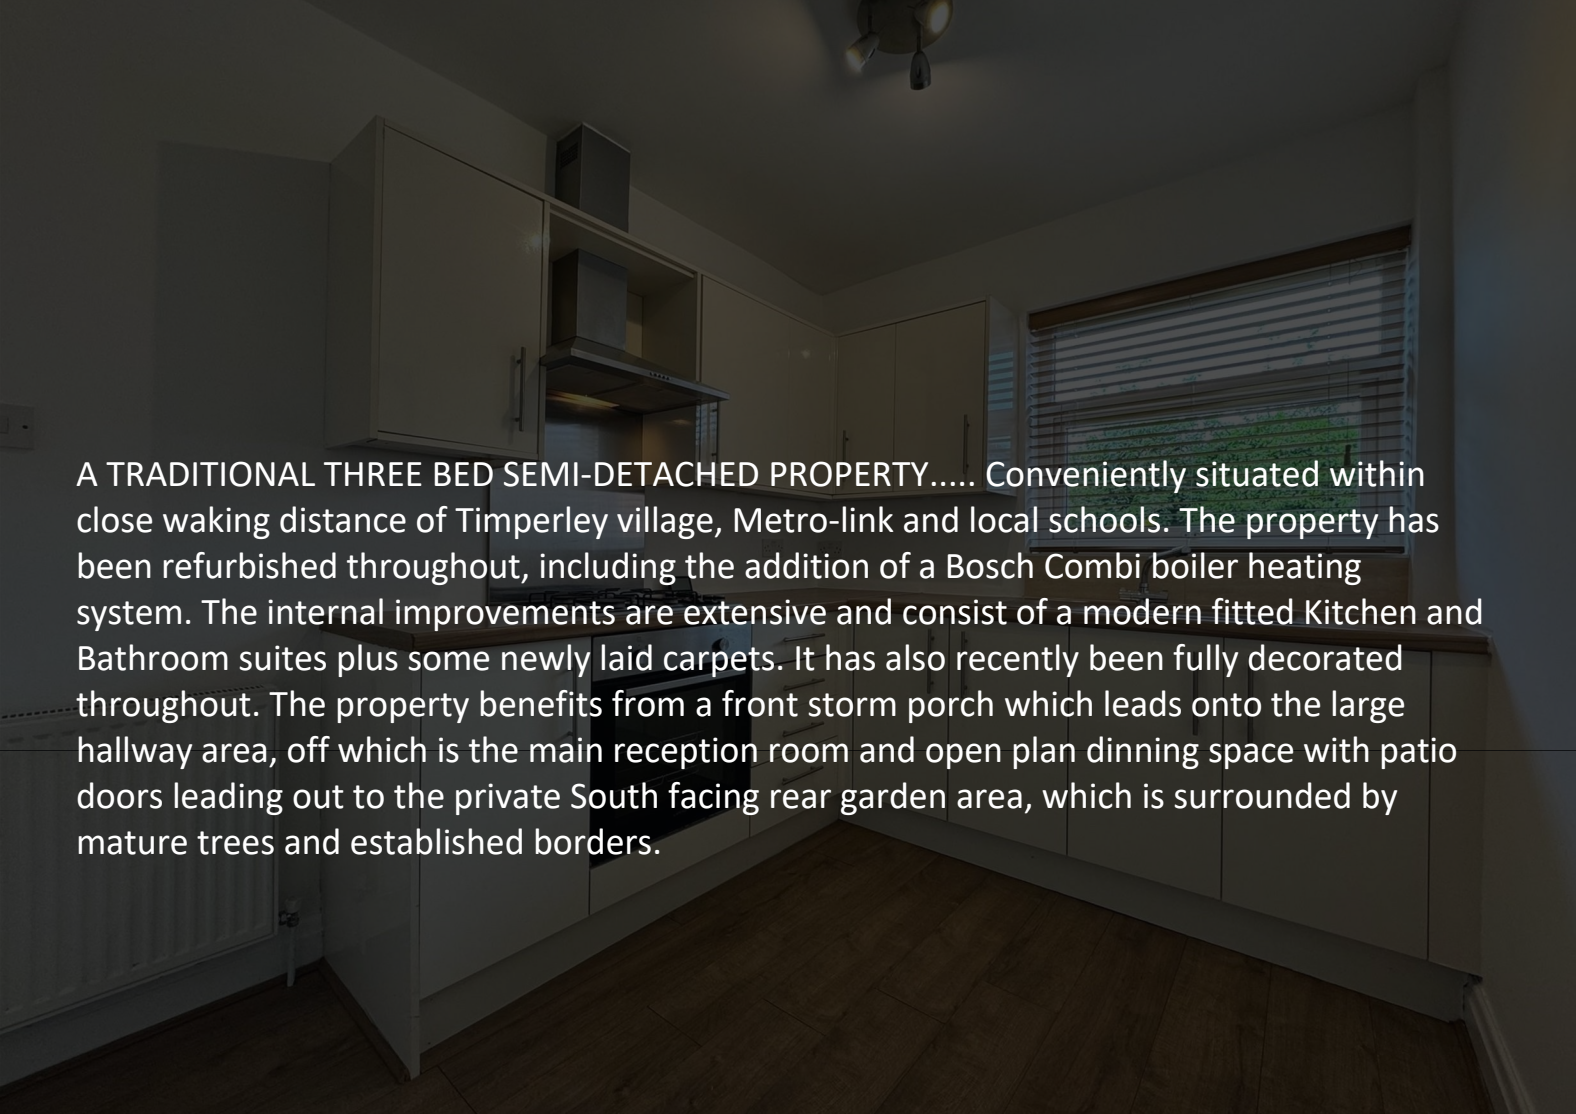 A TRADITIONAL THREE BED SEMI-DETACHED PROPERTY..... Conveniently situated within
close waking distance of Timperley village, Metro-link and local schools. The property has
been refurbished throughout, including the addition of a Bosch Combi boiler heating
system. The internal improvements are extensive and consist of a modern fitted Kitchen and
Bathroom suites plus some newly laid carpets. It has also recently been fully decorated
throughout. The property benefits from a front storm porch which leads onto the large
hallway area, off which is the main reception room and open plan dinning space with patio
doors leading out to the private South facing rear garden area, which is surrounded by
mature trees and established borders.